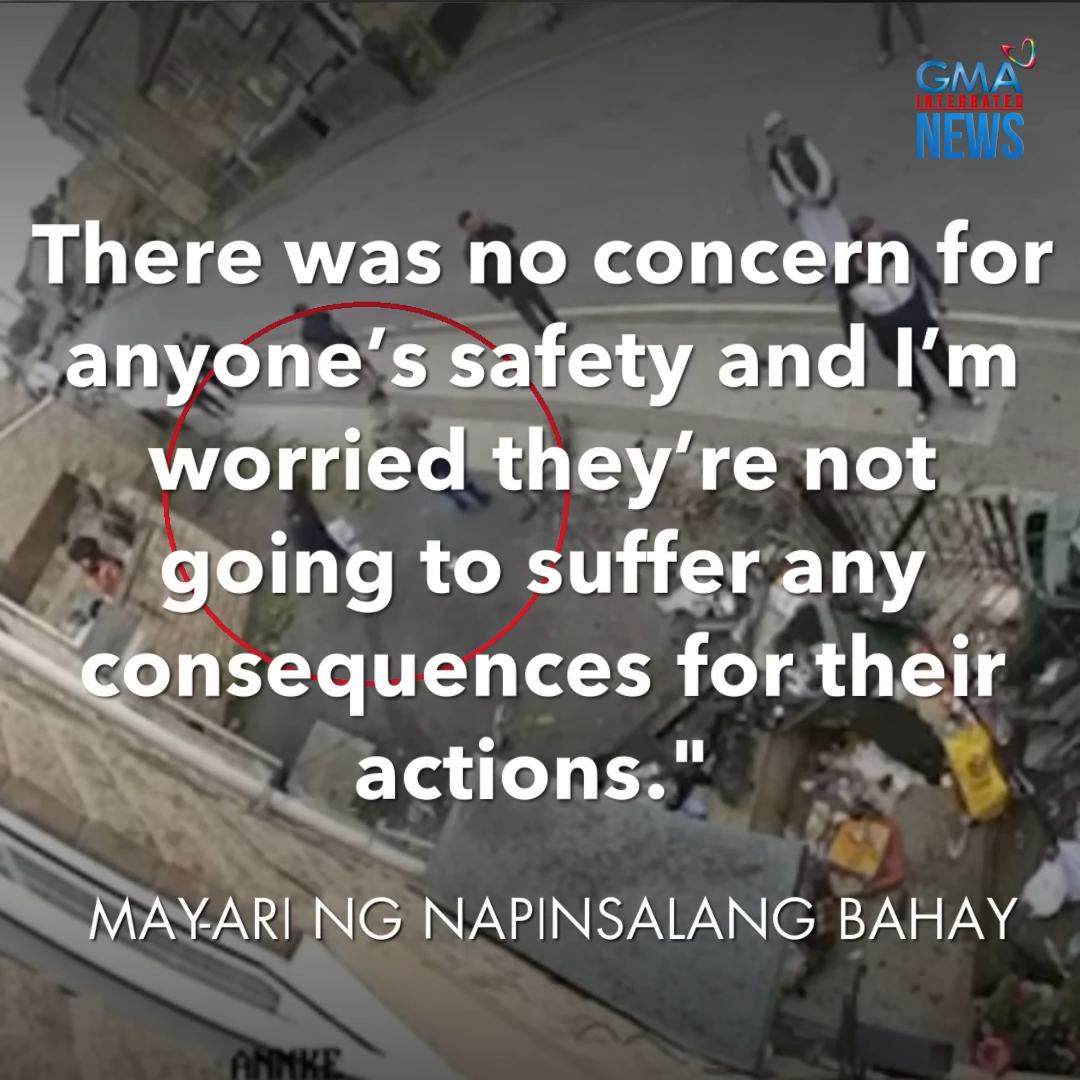 GMA
INTEGRATED
NEWS
There was no concern for
anyone’s safety and I’m
worried they’re not
going to suffer any
consequences for their
actions."
MAY-ARI NG NAPINSALANG BAHAY
ANNKE